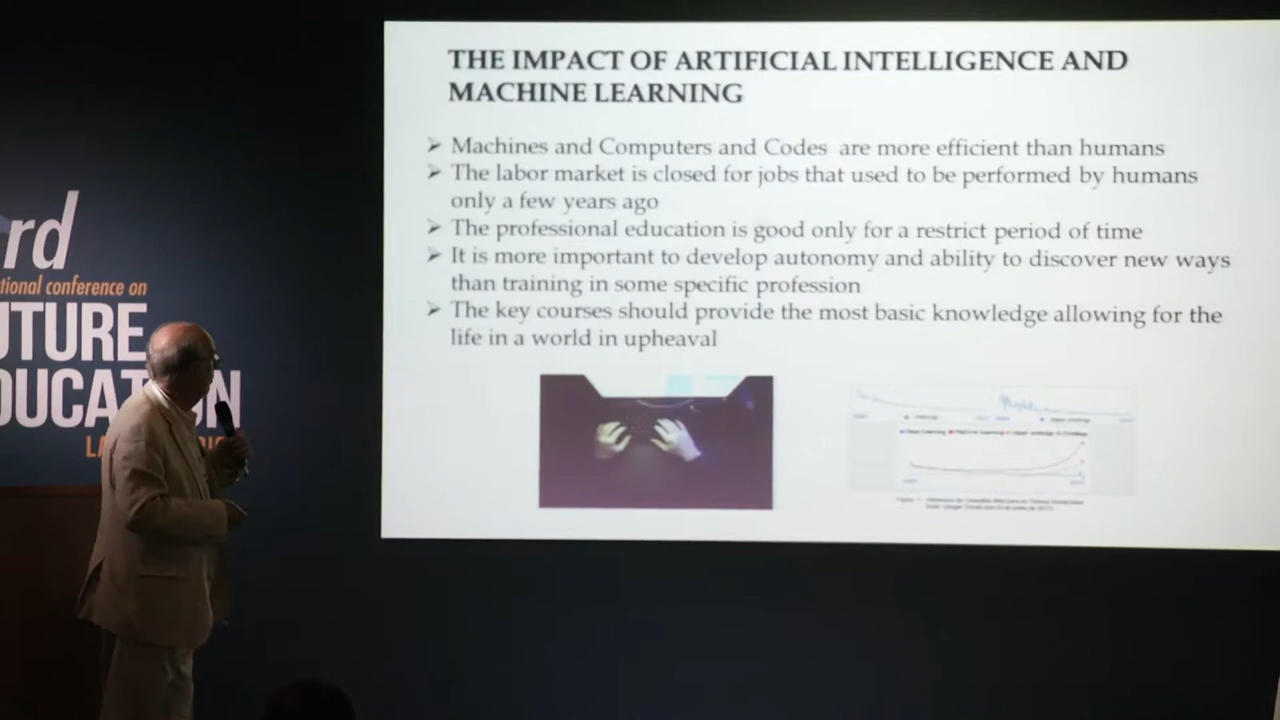 rd
tional conference on
UTURE
DUCAT ON
THE IMPACT OF ARTIFICIAL INTELLIGENCE AND
MACHINE LEARNING
➢ Machines and Computers and Codes are more efficient than humans
➢ The labor market is closed for jobs that used to be performed by humans
only a few years ago
➢ The professional education is good only for a restrict period of time
➢ It is more important to develop autonomy and ability to discover new ways
than training in some specific profession
➢ The key courses should provide the most basic knowledge allowing for the
life in a world in upheaval